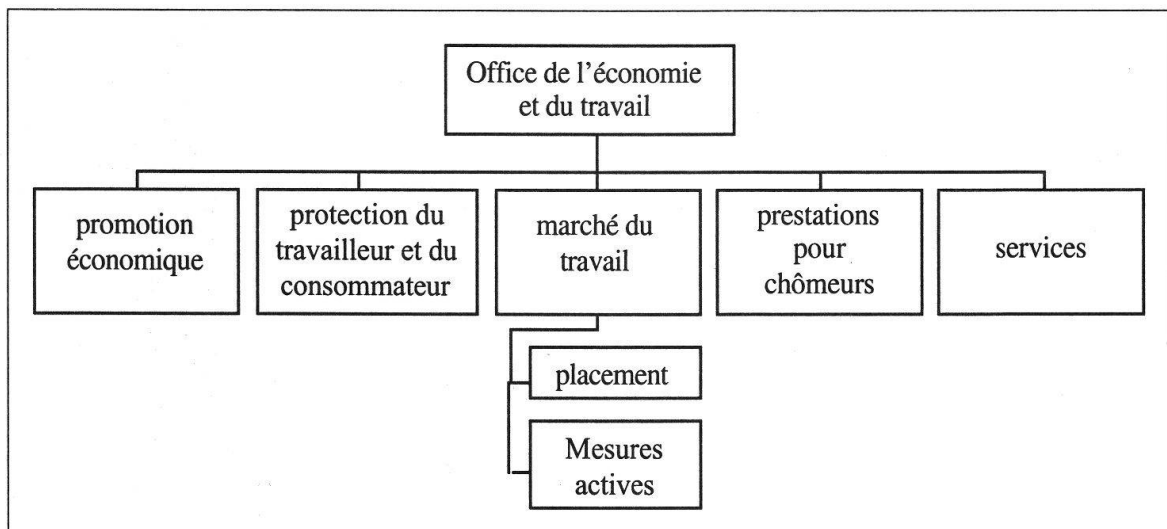 Office de l'économie
et du travail
promotion
économique
protection du
travailleur et du
consommateur
marché du
travail
prestations
pour
chômeurs
services
placement
Mesures
actives